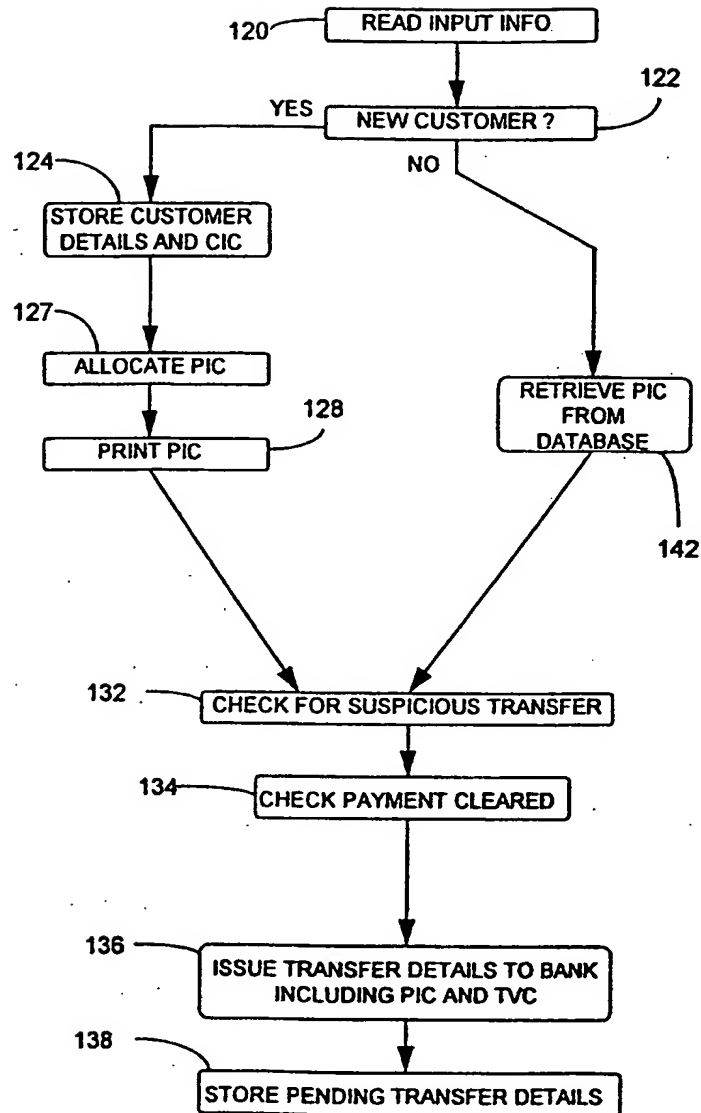 120
READ INPUT INFO
YES
NEW CUSTOMER ?
122
NO
124
STORE CUSTOMER
DETAILS AND CIC
127
ALLOCATE PIC
128
PRINT PIC
RETRIEVE PIC
FROM
DATABASE
142
132
CHECK FOR SUSPICIOUS TRANSFER
134
CHECK PAYMENT CLEARED
136
ISSUE TRANSFER DETAILS TO BANK
INCLUDING PIC AND TVC
138
STORE PENDING TRANSFER DETAILS